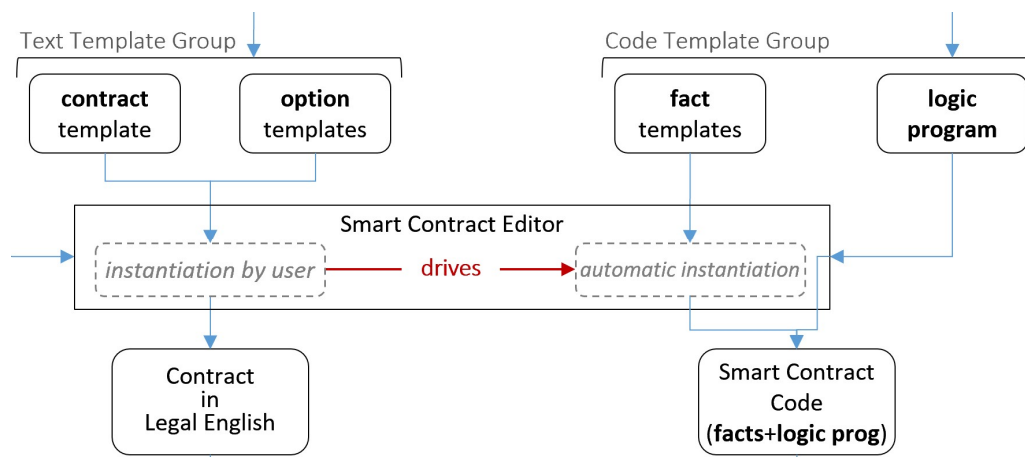 Text Template Group
Code Template Group
contract
template
option
templates
fact
templates
logic
program
Smart Contract Editor
instantiation by user
drives
automatic instantiation
Contract
in
Legal English
Smart Contract
Code
(facts+logic prog)